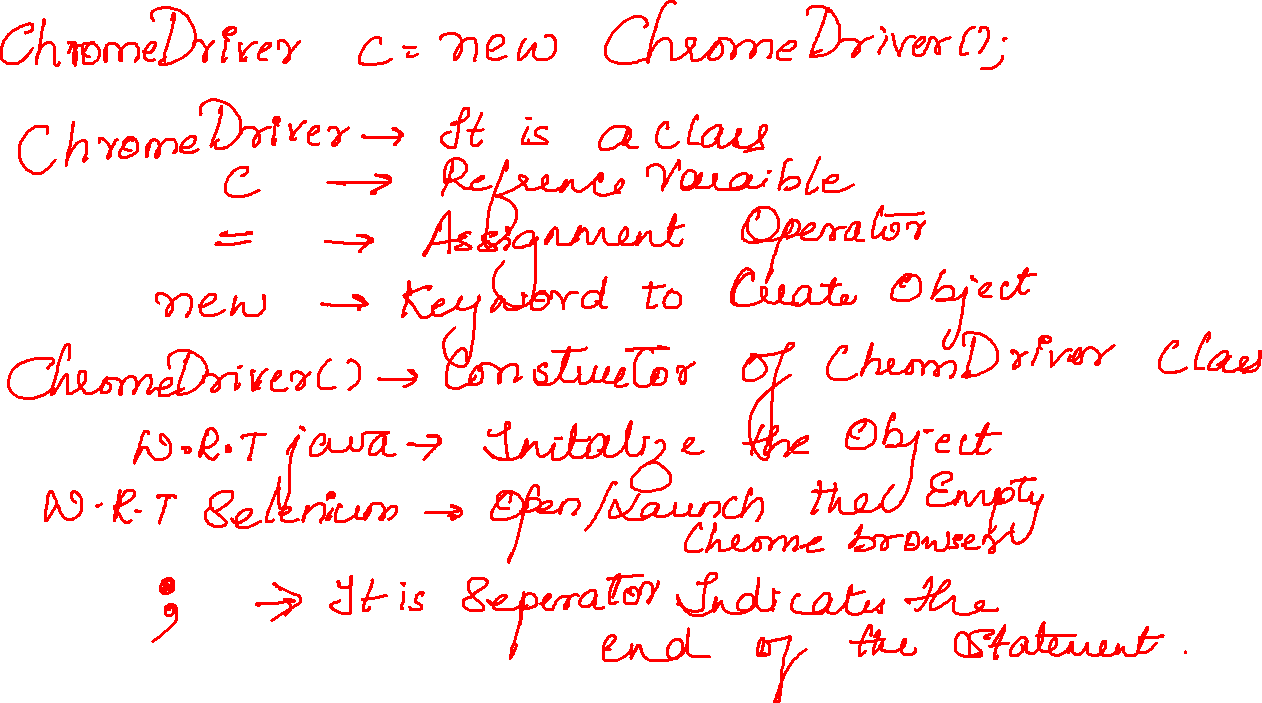 ChromeDriver c = new ChromeDriver();
ChromeDriver → It is a class
C → Refrence Varaible
= → Assignment Operator
new → Keyword to Create Object
ChromeDriver() → Constructor of ChromDriver Class
W.R.T java → Initalize the Object
W.R.T Selenium → Open/Launch the Empty
Chrome browser
; → It is Seperator Indicates the
end of the Statement.